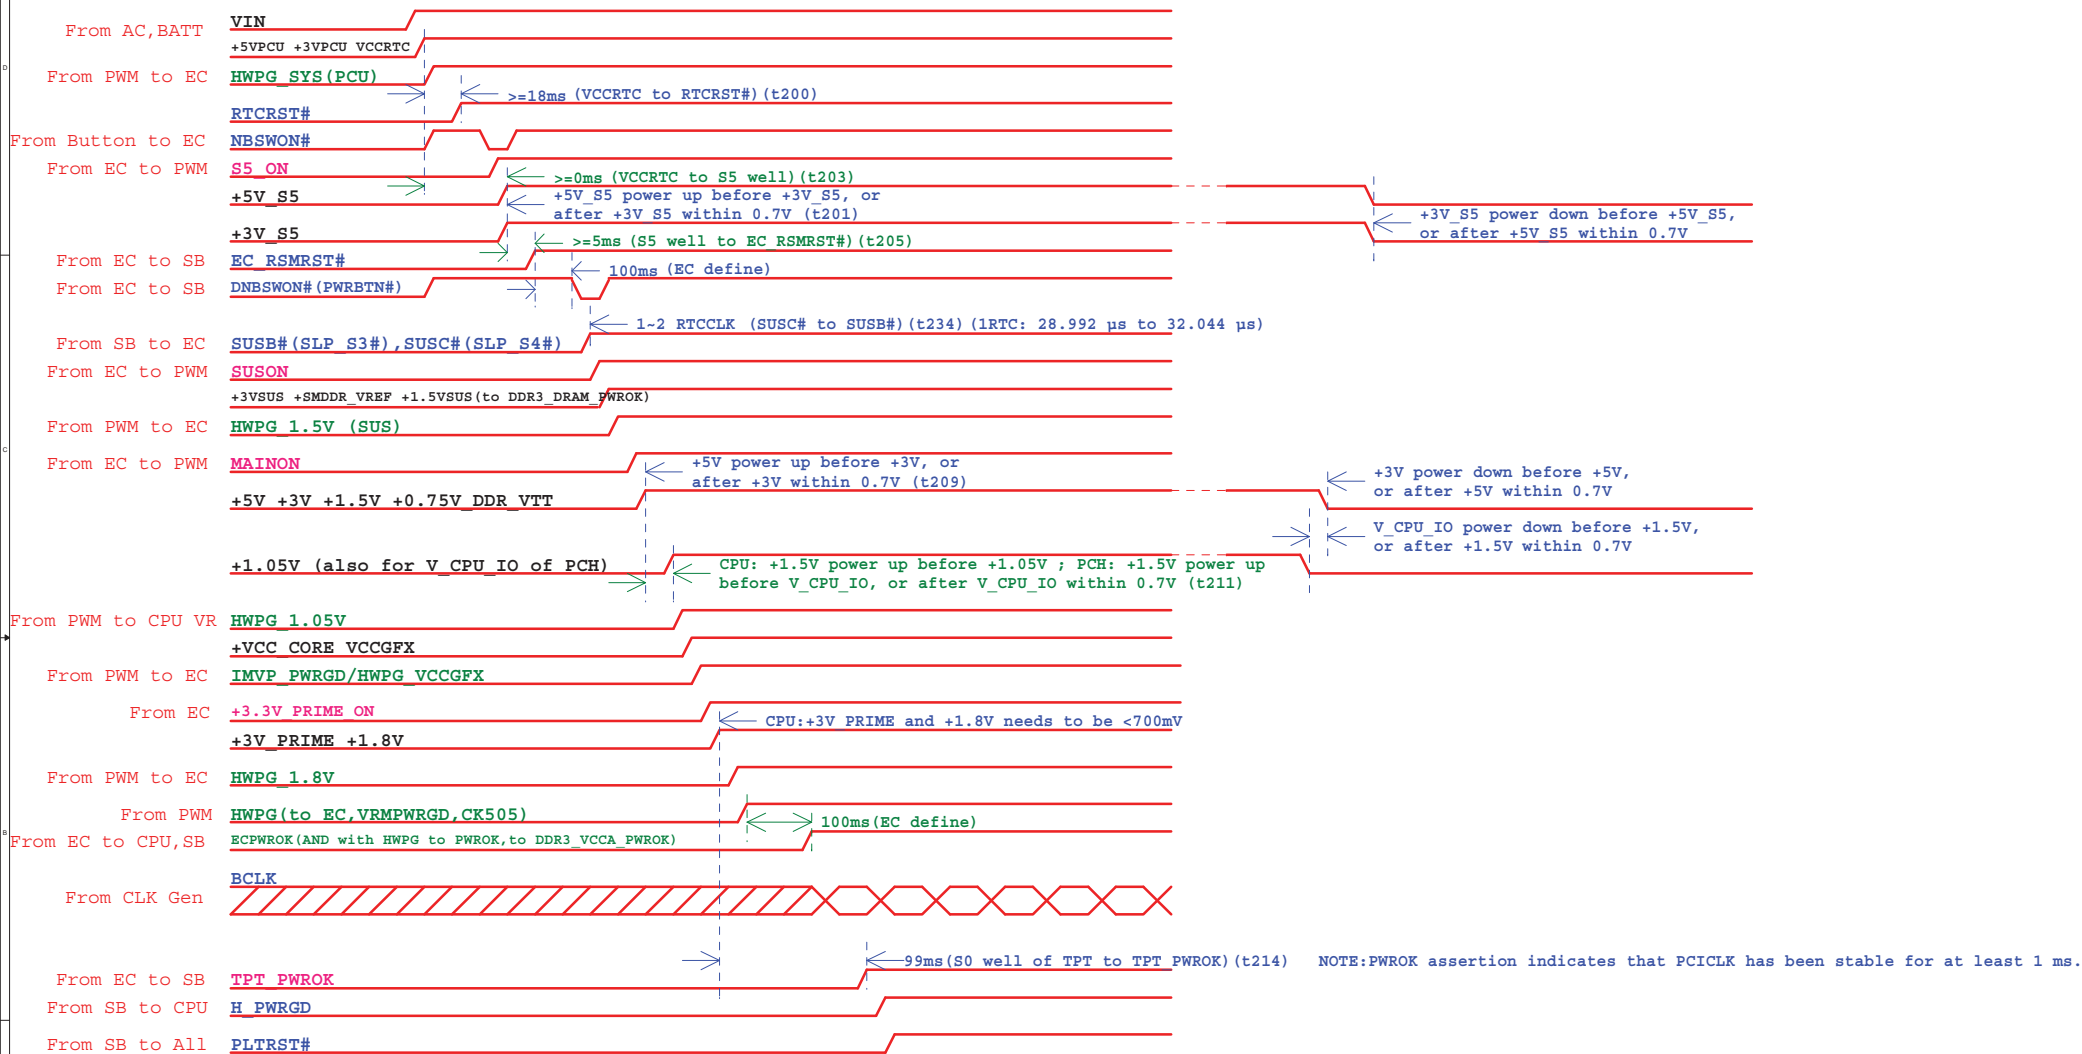 From AC,BATT VIN
+5VPCU +3VPCU VCCRTC
D
From PWM to EC HWPG_SYS(PCU)
>=18ms (VCCRTC to RTCRST#)(t200)
RTCRST#
From Button to EC NBSWON#
From EC to PWM S5_ON
>=0ms (VCCRTC to S5 well)(t203)
+5V_S5
+5V_S5 power up before +3V_S5, or
after +3V_S5 within 0.7V (t201)
+3V_S5 power down before +5V_S5,
or after +5V_S5 within 0.7V
+3V_S5
>=5ms (S5 well to EC_RSMRST#)(t205)
From EC to SB EC_RSMRST#
100ms (EC define)
From EC to SB DNBSWON#(PWRBTN#)
1~2 RTCCLK (SUSC# to SUSB#)(t234)(1RTC: 28.992 µs to 32.044 µs)
From SB to EC SUSB#(SLP_S3#),SUSC#(SLP_S4#)
From EC to PWM SUSON
+3VSUS +SMDDR_VREF +1.5VSUS(to DDR3_DRAM_PWROK)
From PWM to EC HWPG_1.5V (SUS)
C
From EC to PWM MAINON
+5V power up before +3V, or
after +3V within 0.7V (t209)
+3V power down before +5V,
or after +5V within 0.7V
+5V +3V +1.5V +0.75V_DDR_VTT
V_CPU_IO power down before +1.5V,
or after +1.5V within 0.7V
+1.05V (also for V_CPU_IO of PCH)
CPU: +1.5V power up before +1.05V ; PCH: +1.5V power up
before V_CPU_IO, or after V_CPU_IO within 0.7V (t211)
From PWM to CPU VR HWPG_1.05V
+VCC_CORE VCCGFX
From PWM to EC IMVP_PWRGD/HWPG_VCCGFX
From EC +3.3V_PRIME_ON
CPU:+3V_PRIME and +1.8V needs to be <700mV
+3V_PRIME +1.8V
From PWM to EC HWPG_1.8V
From PWM HWPG(to EC,VRMPWRGD,CK505)
100ms(EC define)
B
From EC to CPU,SB ECPWROK(AND with HWPG to PWROK,to DDR3_VCCA_PWROK)
BCLK
From CLK Gen
99ms(S0 well of TPT to TPT_PWROK)(t214) NOTE:PWROK assertion indicates that PCICLK has been stable for at least 1 ms.
From EC to SB TPT_PWROK
From SB to CPU H_PWRGD
From SB to All PLTRST#